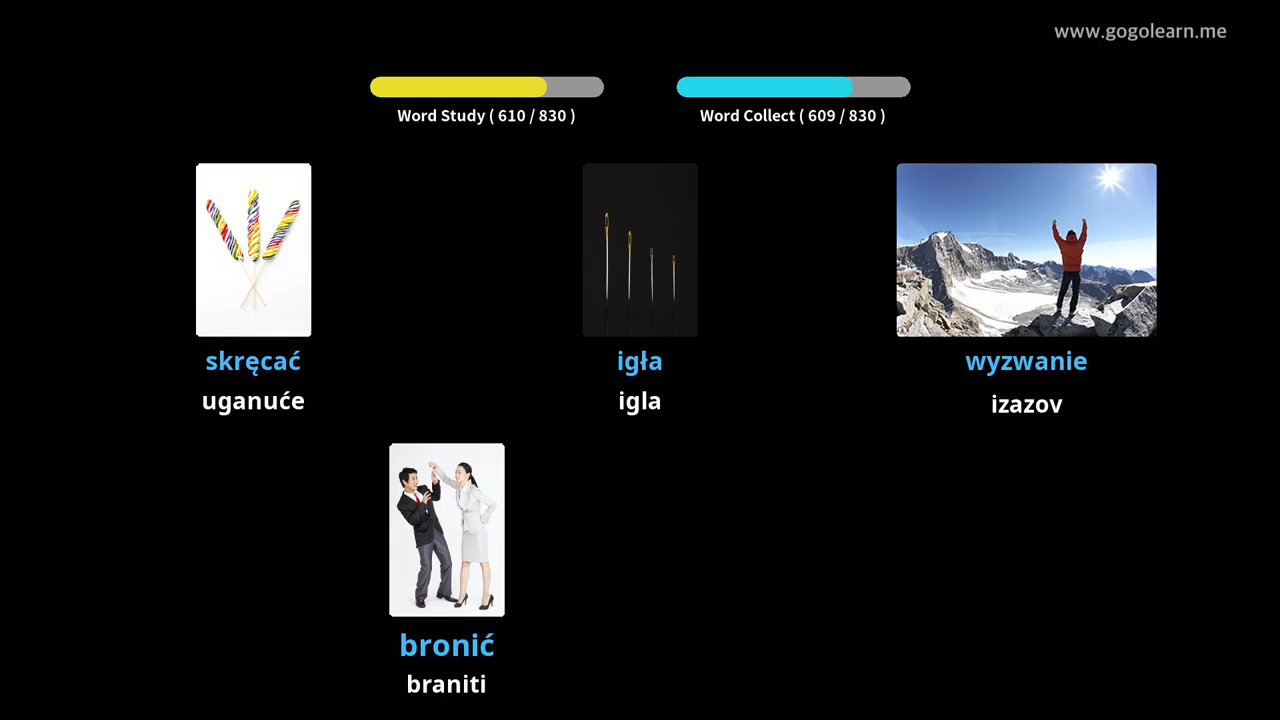 www.gogolearn.me
Word Study ( 610 / 830 )
Word Collect ( 609 / 830 )
skręcać
uganuće
igła
igla
wyzwanie
izazov
bronić
braniti